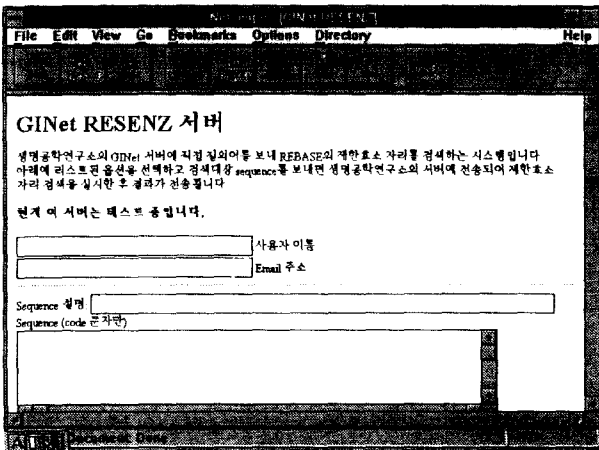 Netscape - [GINet RESENZ]
File Edit View Go Bookmarks Options Directory Help
GINet RESENZ 서버
생명공학연구소의 GINet 서버에 직접 질의어를 보내 REBASE의 제한효소 자리를 검색하는 시스템입니다
아래에 리스트된 옵션을 선택하고 검색대상 sequence를 보내면 생명공학연구소의 서버에 전송되어 제한효소
자리 검색을 실시한 후 결과가 전송됩니다
현재 이 서버는 테스트 중입니다.
사용자 이름
Email 주소
Sequence 설명
Sequence (code 문자만)
Document Done